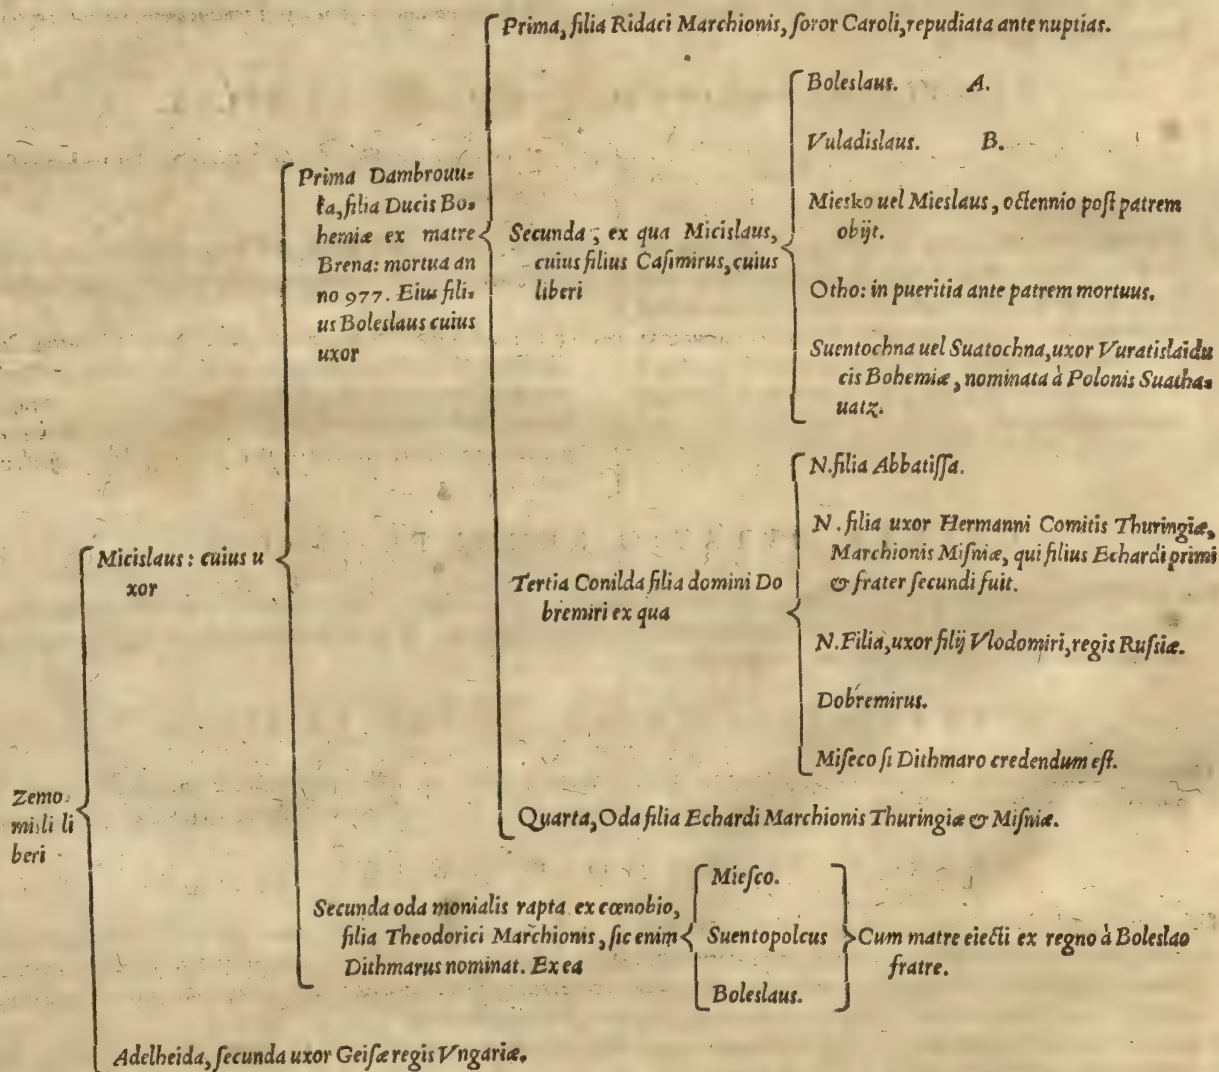 Prima, filia Ridaci Marchionis, ſoror Caroli, repudiata ante nuptias.
Boleslaus. A.
Vuladislaus. B.
Prima Dambrouu⸗
ka, filia Ducis Bo⸗
hemiæ ex matre
Brena: mortua an
no 977. Eius fili⸗
us Boleslaus cuius
uxor
Miesko uel Mieslaus, octennio poſt patrem
obijt.
Secunda, ex qua Micislaus,
cuius filius Caſimirus, cuius
liberi
Otho: in pueritia ante patrem mortuus.
Suentochna uel Suatochna, uxor Vuratislai du
cis Bohemiæ, nominata à Polonis Suatha⸗
uatz.
N. filia Abbatiſſa.
N. filia uxor Hermanni Comitis Thuringiæ,
Marchionis Miſniæ, qui filius Echardi primi
& frater ſecundi fuit.
Micislaus: cuius u
xor
Tertia Conilda filia domini Do
bremiri ex qua
N. Filia, uxor filij Vlodomiri, regis Ruſsiæ.
Dobremirus.
Miſeco ſi Dithmaro credendum eſt.
Zemo⸗
misli li
beri
Quarta, Oda filia Echardi Marchionis Thuringiæ & Miſniæ.
Secunda oda monialis rapta ex cœnobio,
filia Theodorici Marchionis, ſic enim
Dithmarus nominat. Ex ea
Mieſco.
Suentopolcus
Boleslaus.
Cum matre eiecti ex regno à Boleslao
fratre.
Adelheida, ſecunda uxor Geiſæ regis Vngariæ.